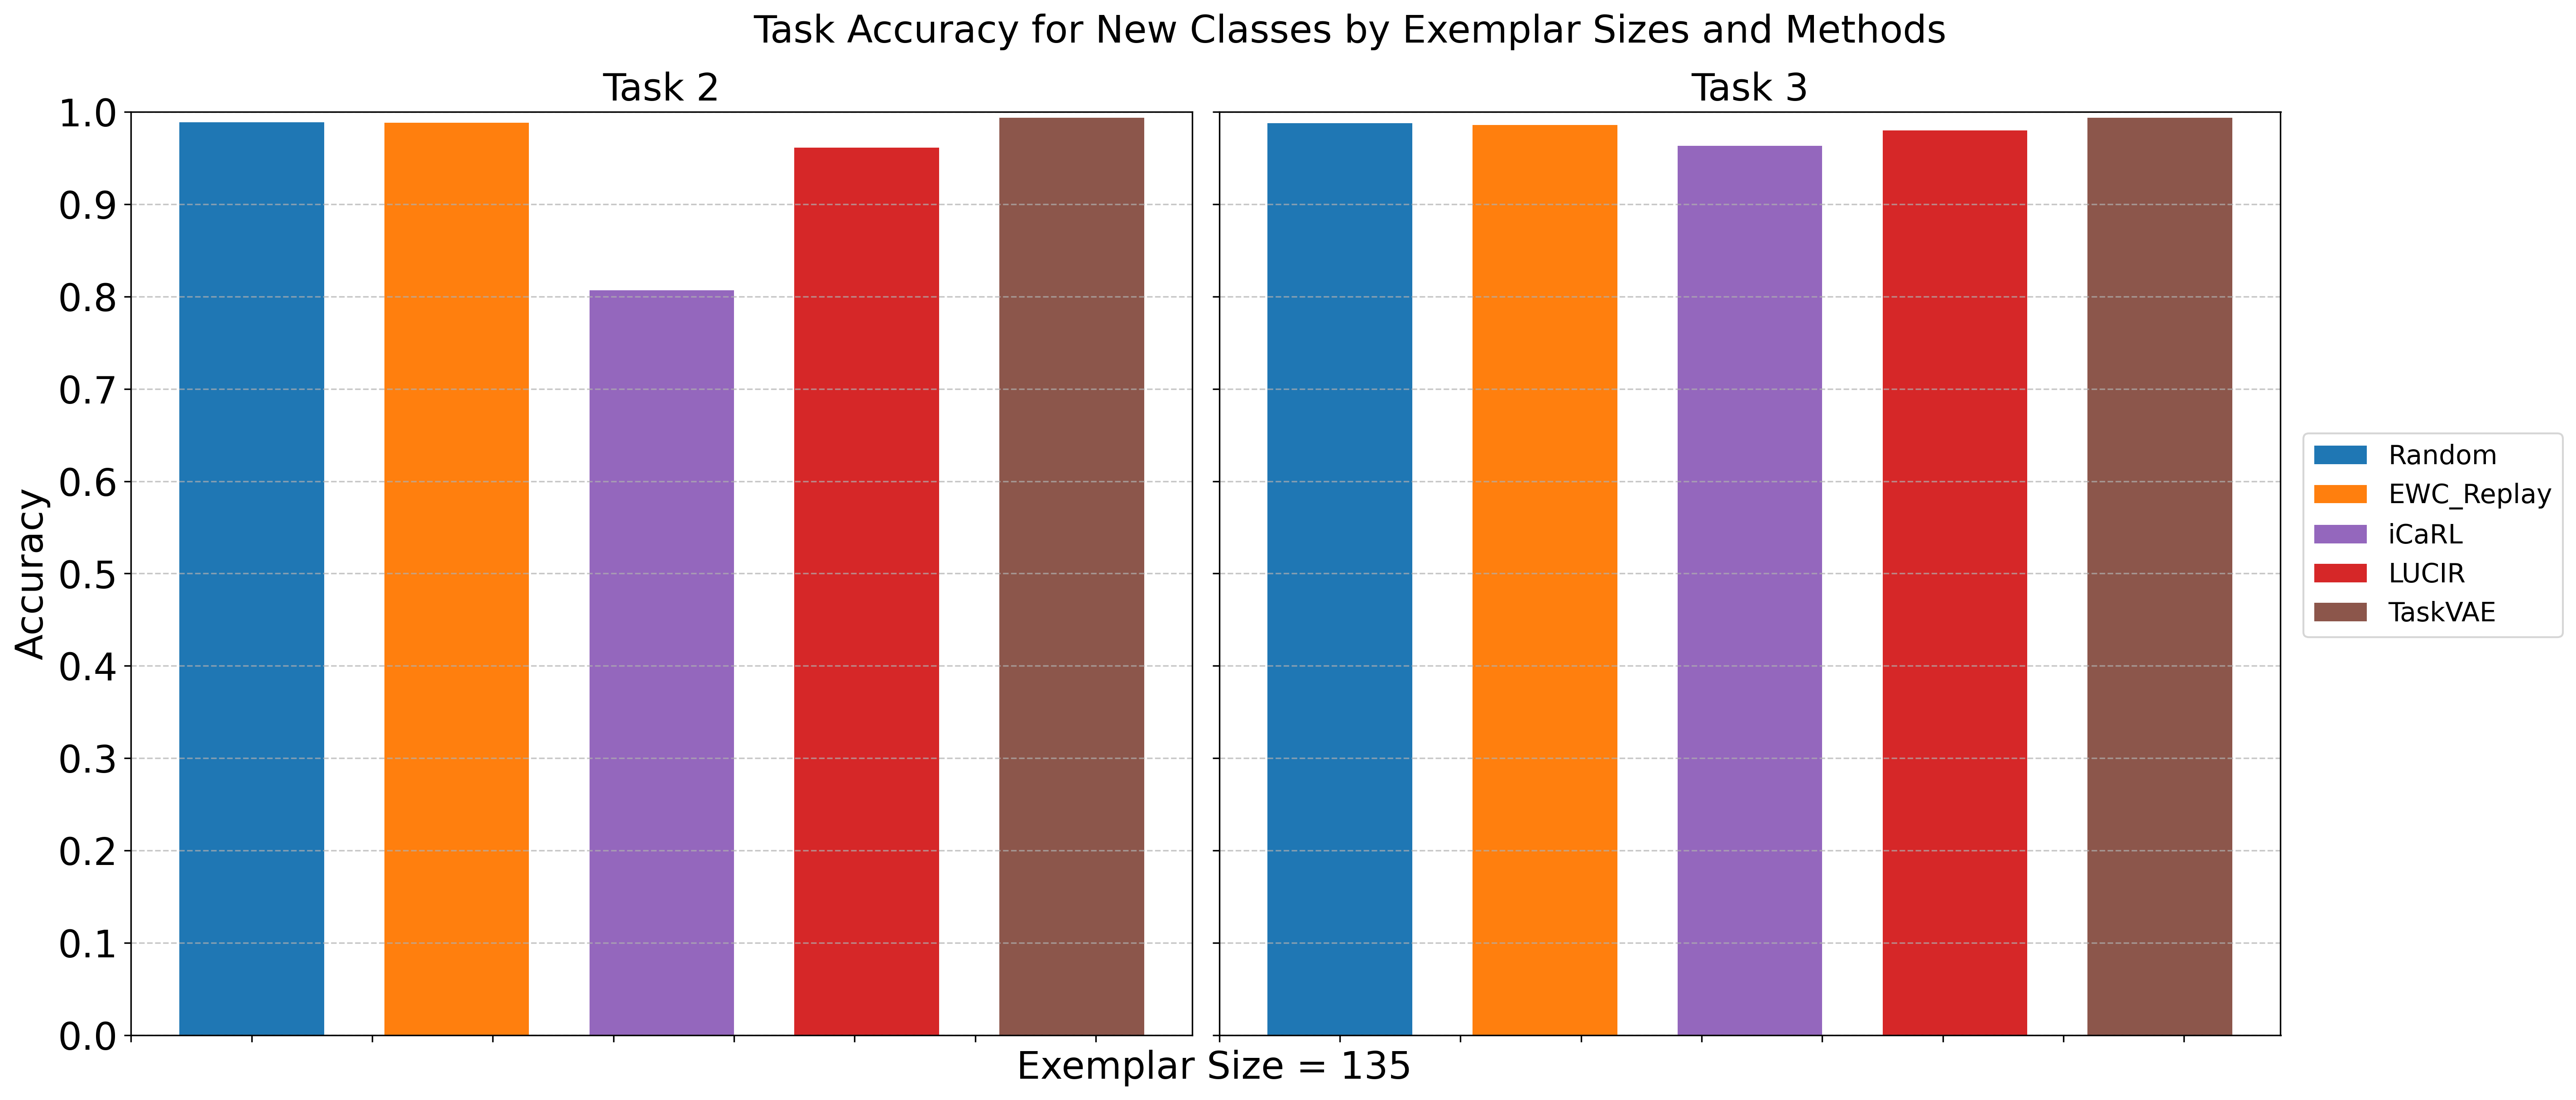 Task Accuracy for New Classes by Exemplar Sizes and Methods
Task 2
Task 3
Accuracy
1.0
0.9
0.8
0.7
0.6
0.5
0.4
0.3
0.2
0.1
0.0
Exemplar Size = 135
Random
EWC_Replay
iCaRL
LUCIR
TaskVAE